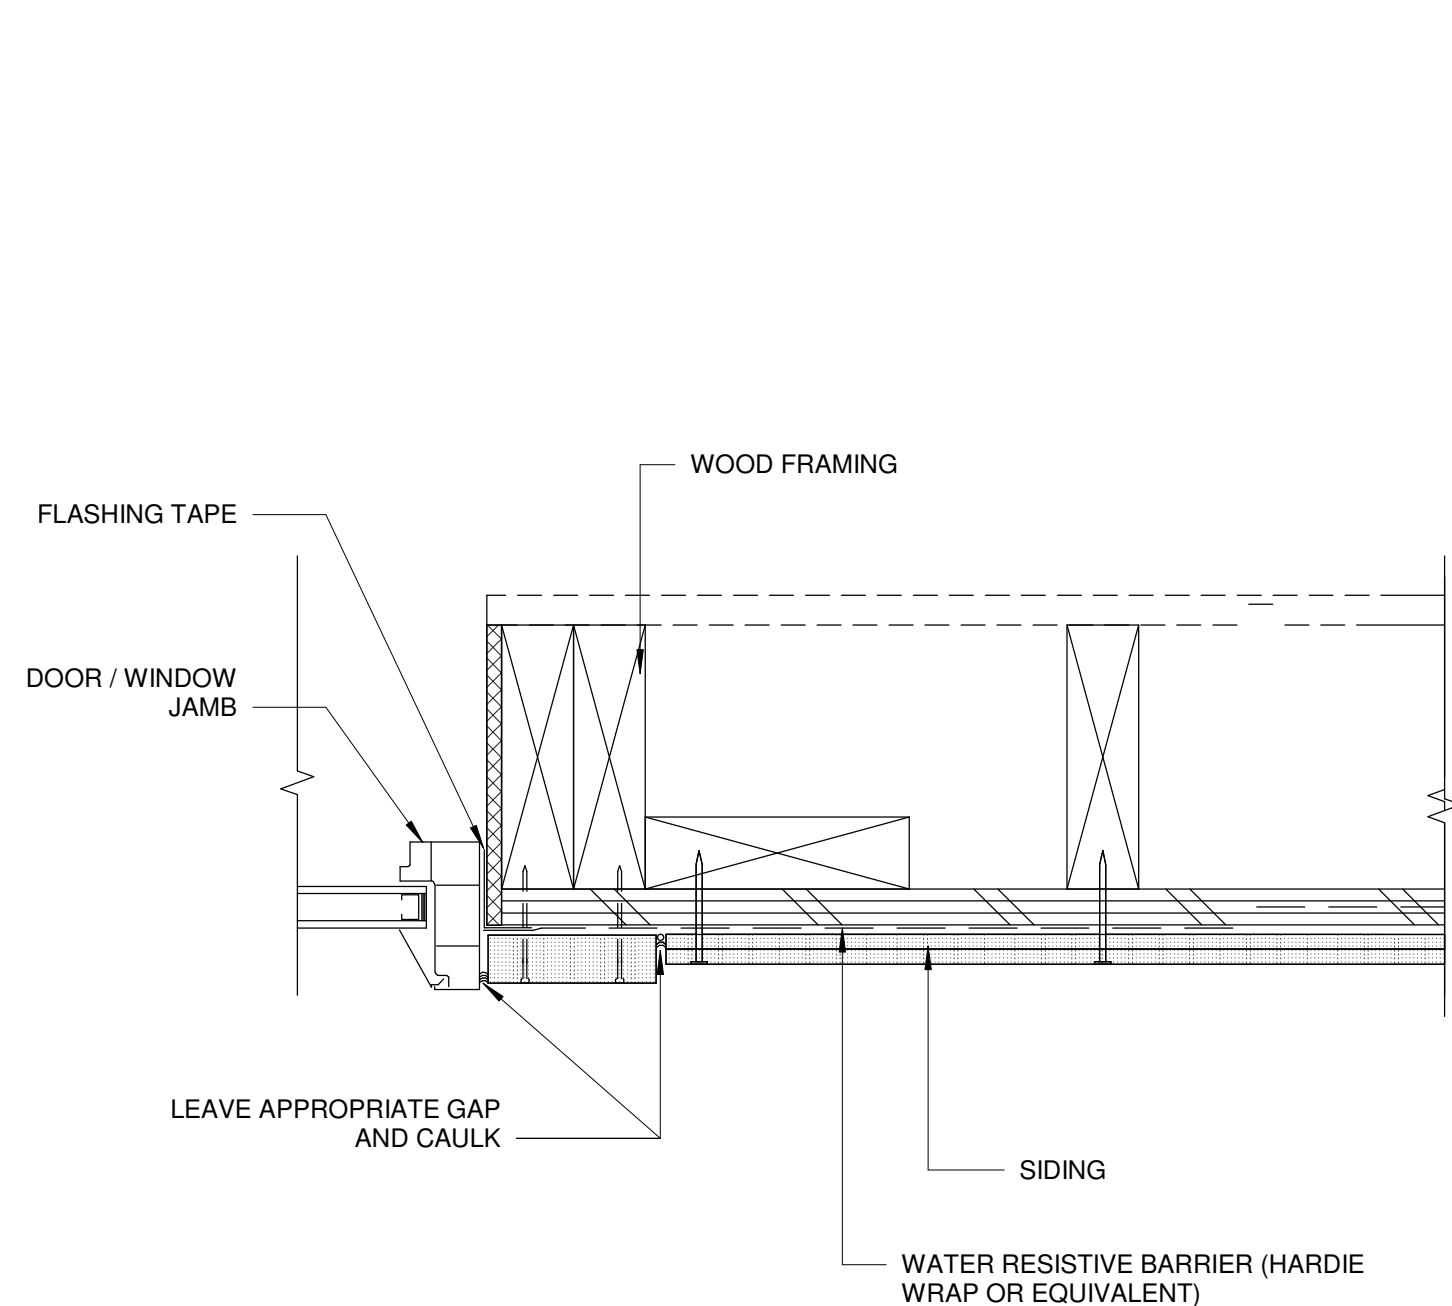 WOOD FRAMING
FLASHING TAPE
DOOR / WINDOW
JAMB
LEAVE APPROPRIATE GAP
AND CAULK
SIDING
WATER RESISTIVE BARRIER (HARDIE
WRAP OR EQUIVALENT)